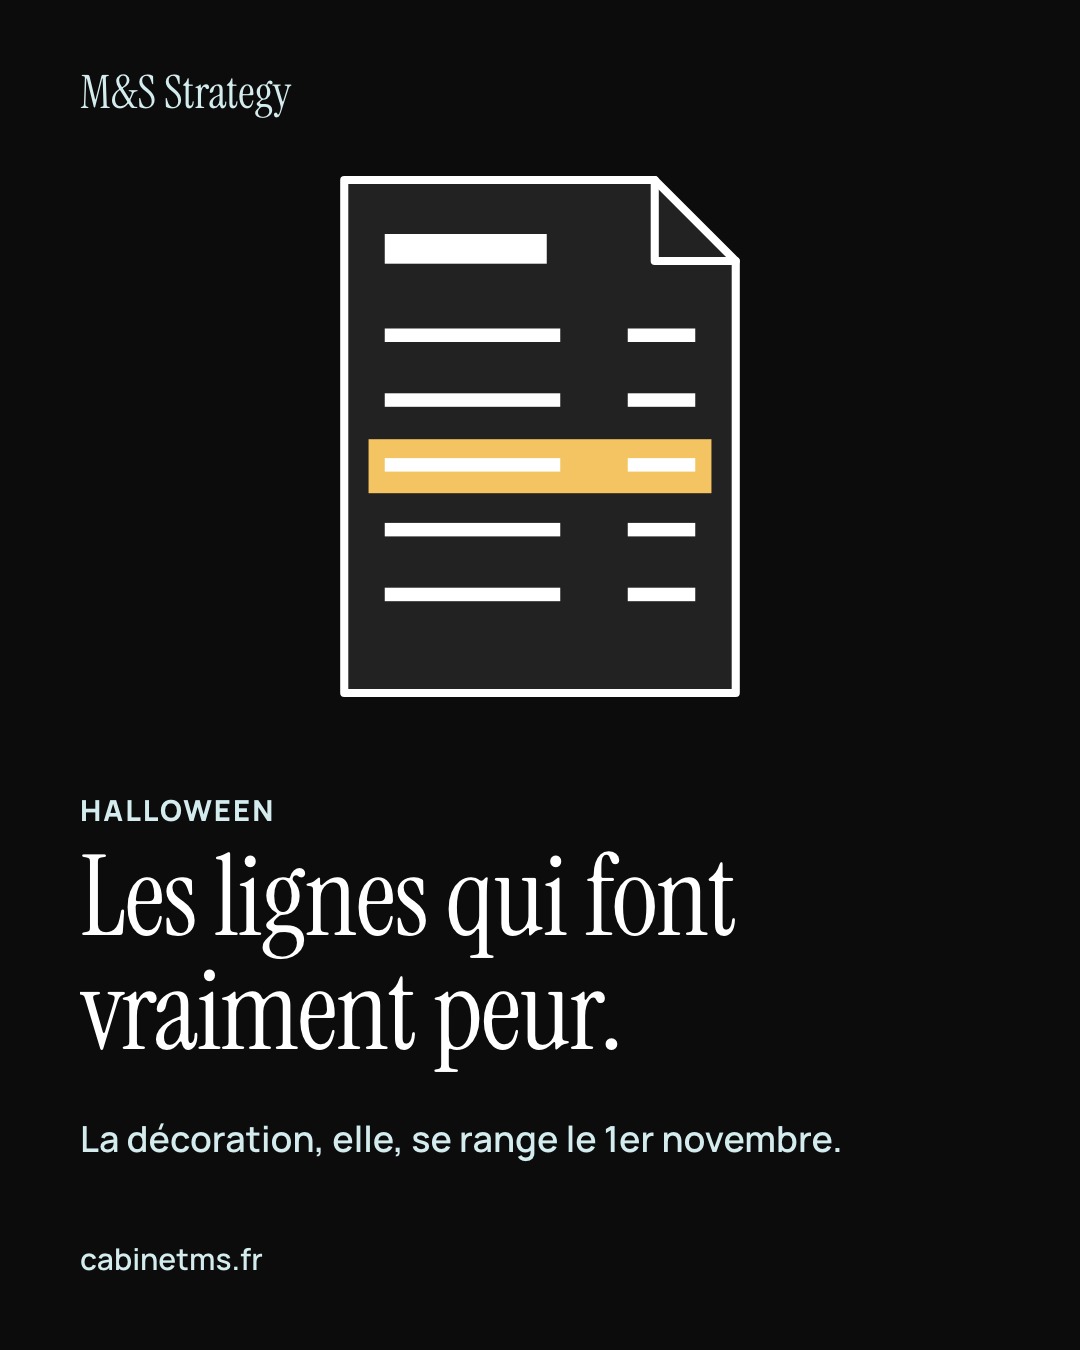 M&S Strategy
HALLOWEEN
Les lignes qui font
vraiment peur.
La décoration, elle, se range le 1er novembre.
cabinetms.fr